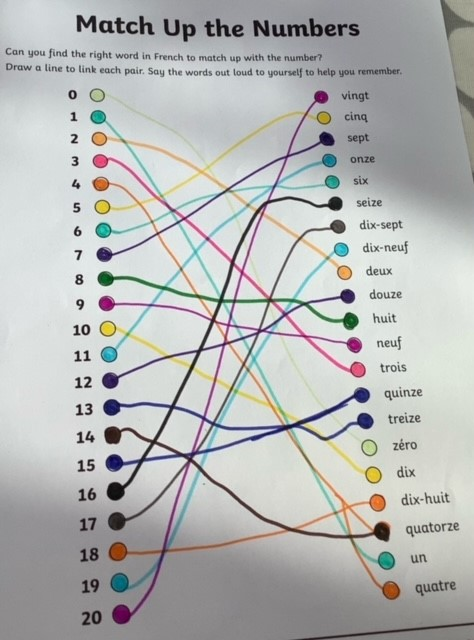 Match Up the Numbers
Can you find the right word in French to match up with the number?
Draw a line to link each pair. Say the words out loud to yourself to help you remember.
0 vingt
1 cinq
2 sept
3 onze
4 six
5 seize
6 dix-sept
7 dix-neuf
8 deux
9 douze
10 huit
11 neuf
12 trois
13 quinze
14 treize
15 zéro
16 dix
17 dix-huit
18 quatorze
19 un
20 quatre